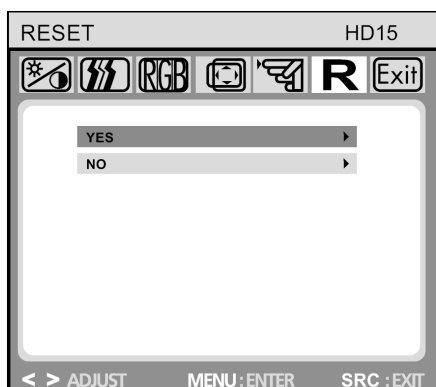 RESET HD15
RGB R Exit
YES
NO
< > ADJUST MENU : ENTER SRC : EXIT